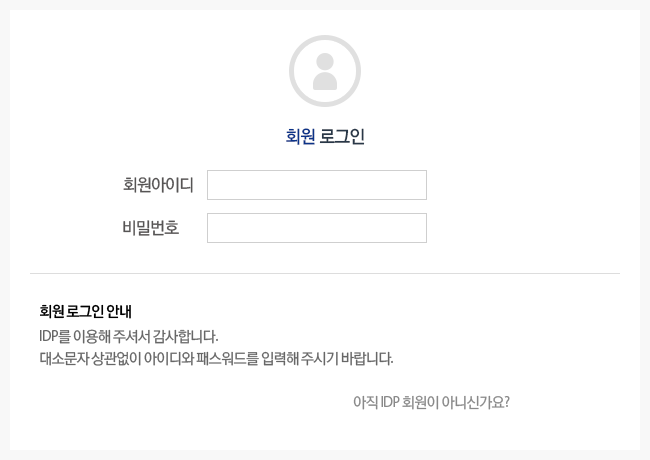 회원 로그인
회원아이디
비밀번호
회원 로그인 안내
IDP를 이용해 주셔서 감사합니다.
대소문자 상관없이 아이디와 패스워드를 입력해 주시기 바랍니다.
아직 IDP 회원이 아니신가요?